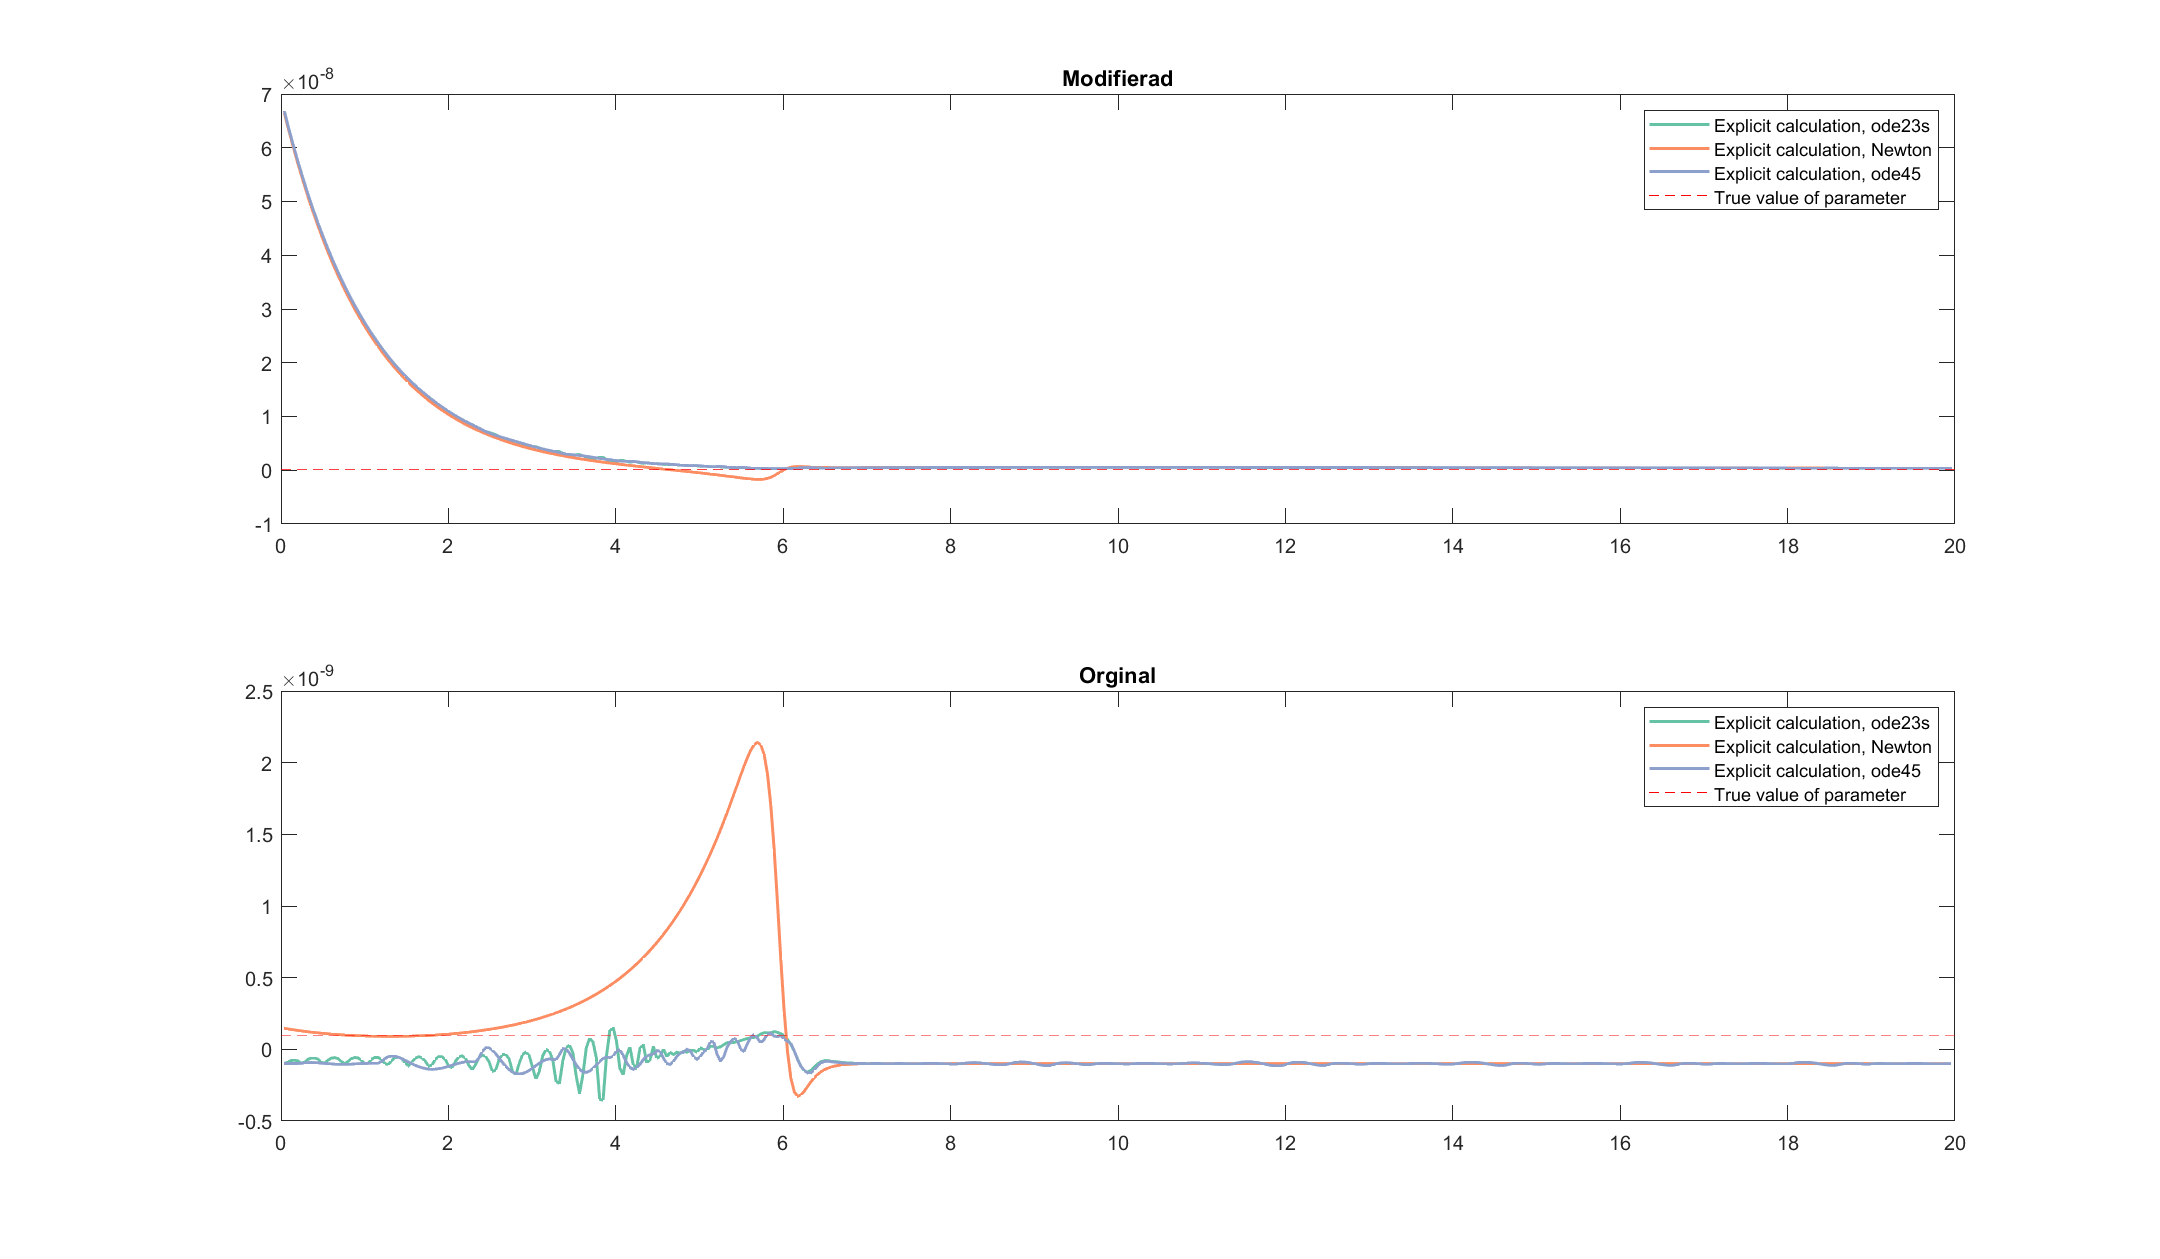 Modifierad
×10-8
7
6
5
4
3
2
1
0
-1
0 2 4 6 8 10 12 14 16 18 20
Explicit calculation, ode23s
Explicit calculation, Newton
Explicit calculation, ode45
True value of parameter
Orginal
×10-9
2.5
2
1.5
1
0.5
0
-0.5
0 2 4 6 8 10 12 14 16 18 20
Explicit calculation, ode23s
Explicit calculation, Newton
Explicit calculation, ode45
True value of parameter